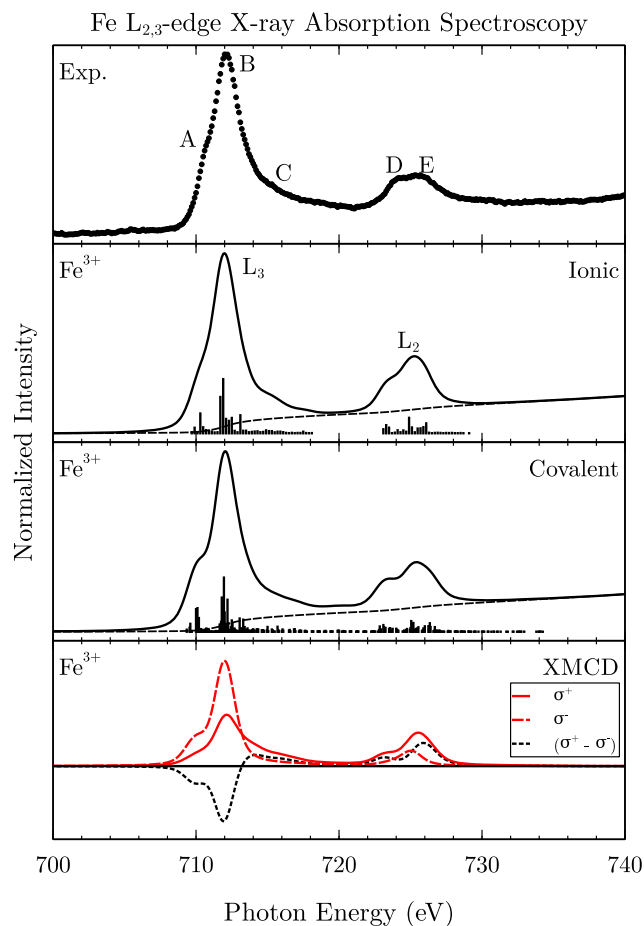 Fe L₂,₃-edge X-ray Absorption Spectroscopy
Exp.
A
B
C
D
E
Fe³⁺
L₃
L₂
Ionic
Fe³⁺
Covalent
Fe³⁺
XMCD
σ⁺
σ⁻
(σ⁺ - σ⁻)
Normalized Intensity
700 710 720 730 740
Photon Energy (eV)